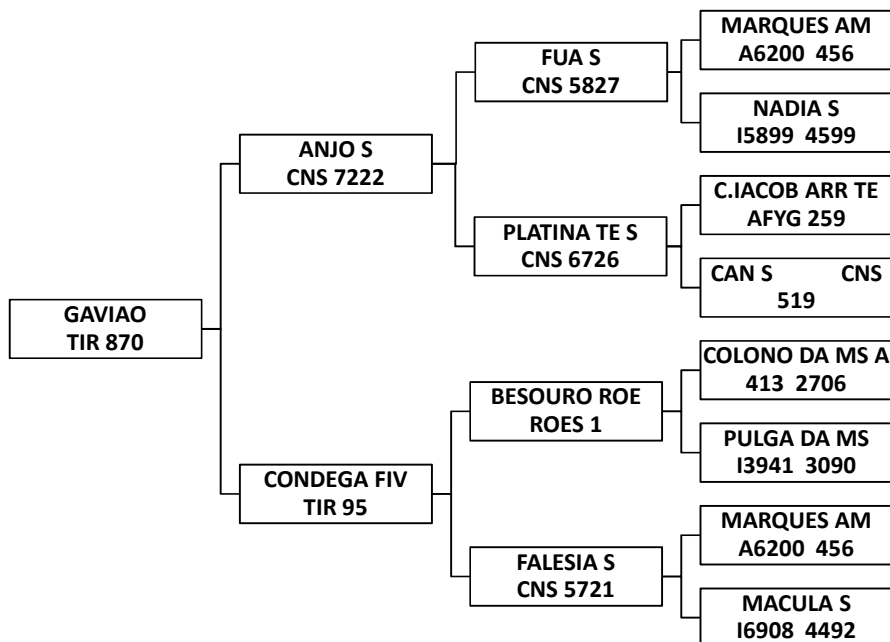 MARQUES AM
A6200 456
FUA S
CNS 5827
NADIA S
I5899 4599
ANJO S
CNS 7222
C.IACOB ARR TE
AFYG 259
PLATINA TE S
CNS 6726
CAN S CNS
519
GAVIAO
TIR 870
COLONO DA MS A
413 2706
BESOURO ROE
ROES 1
PULGA DA MS
I3941 3090
CONDEGA FIV
TIR 95
MARQUES AM
A6200 456
FALESIA S
CNS 5721
MACULA S
I6908 4492